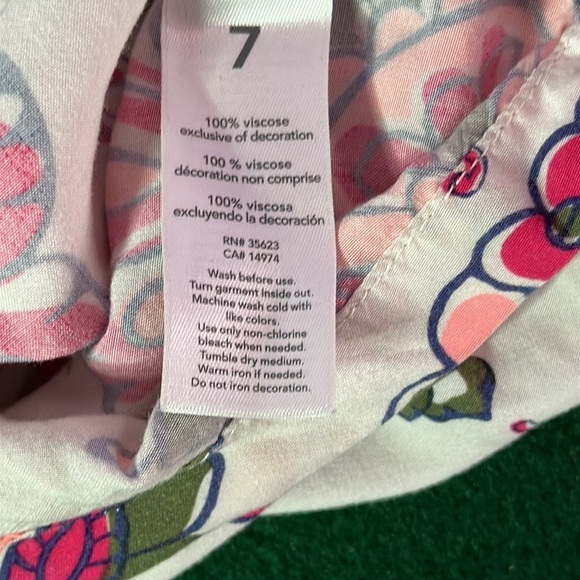 7
100% viscose
exclusive of decoration
100 % viscose
décoration non comprise
100% viscosa
excluyendo la decoración
RN# 35623
CA# 14974
Wash before use.
Turn garment inside out.
Machine wash cold with
like colors.
Use only non-chlorine
bleach when needed.
Tumble dry medium.
Warm iron if needed.
Do not iron decoration.